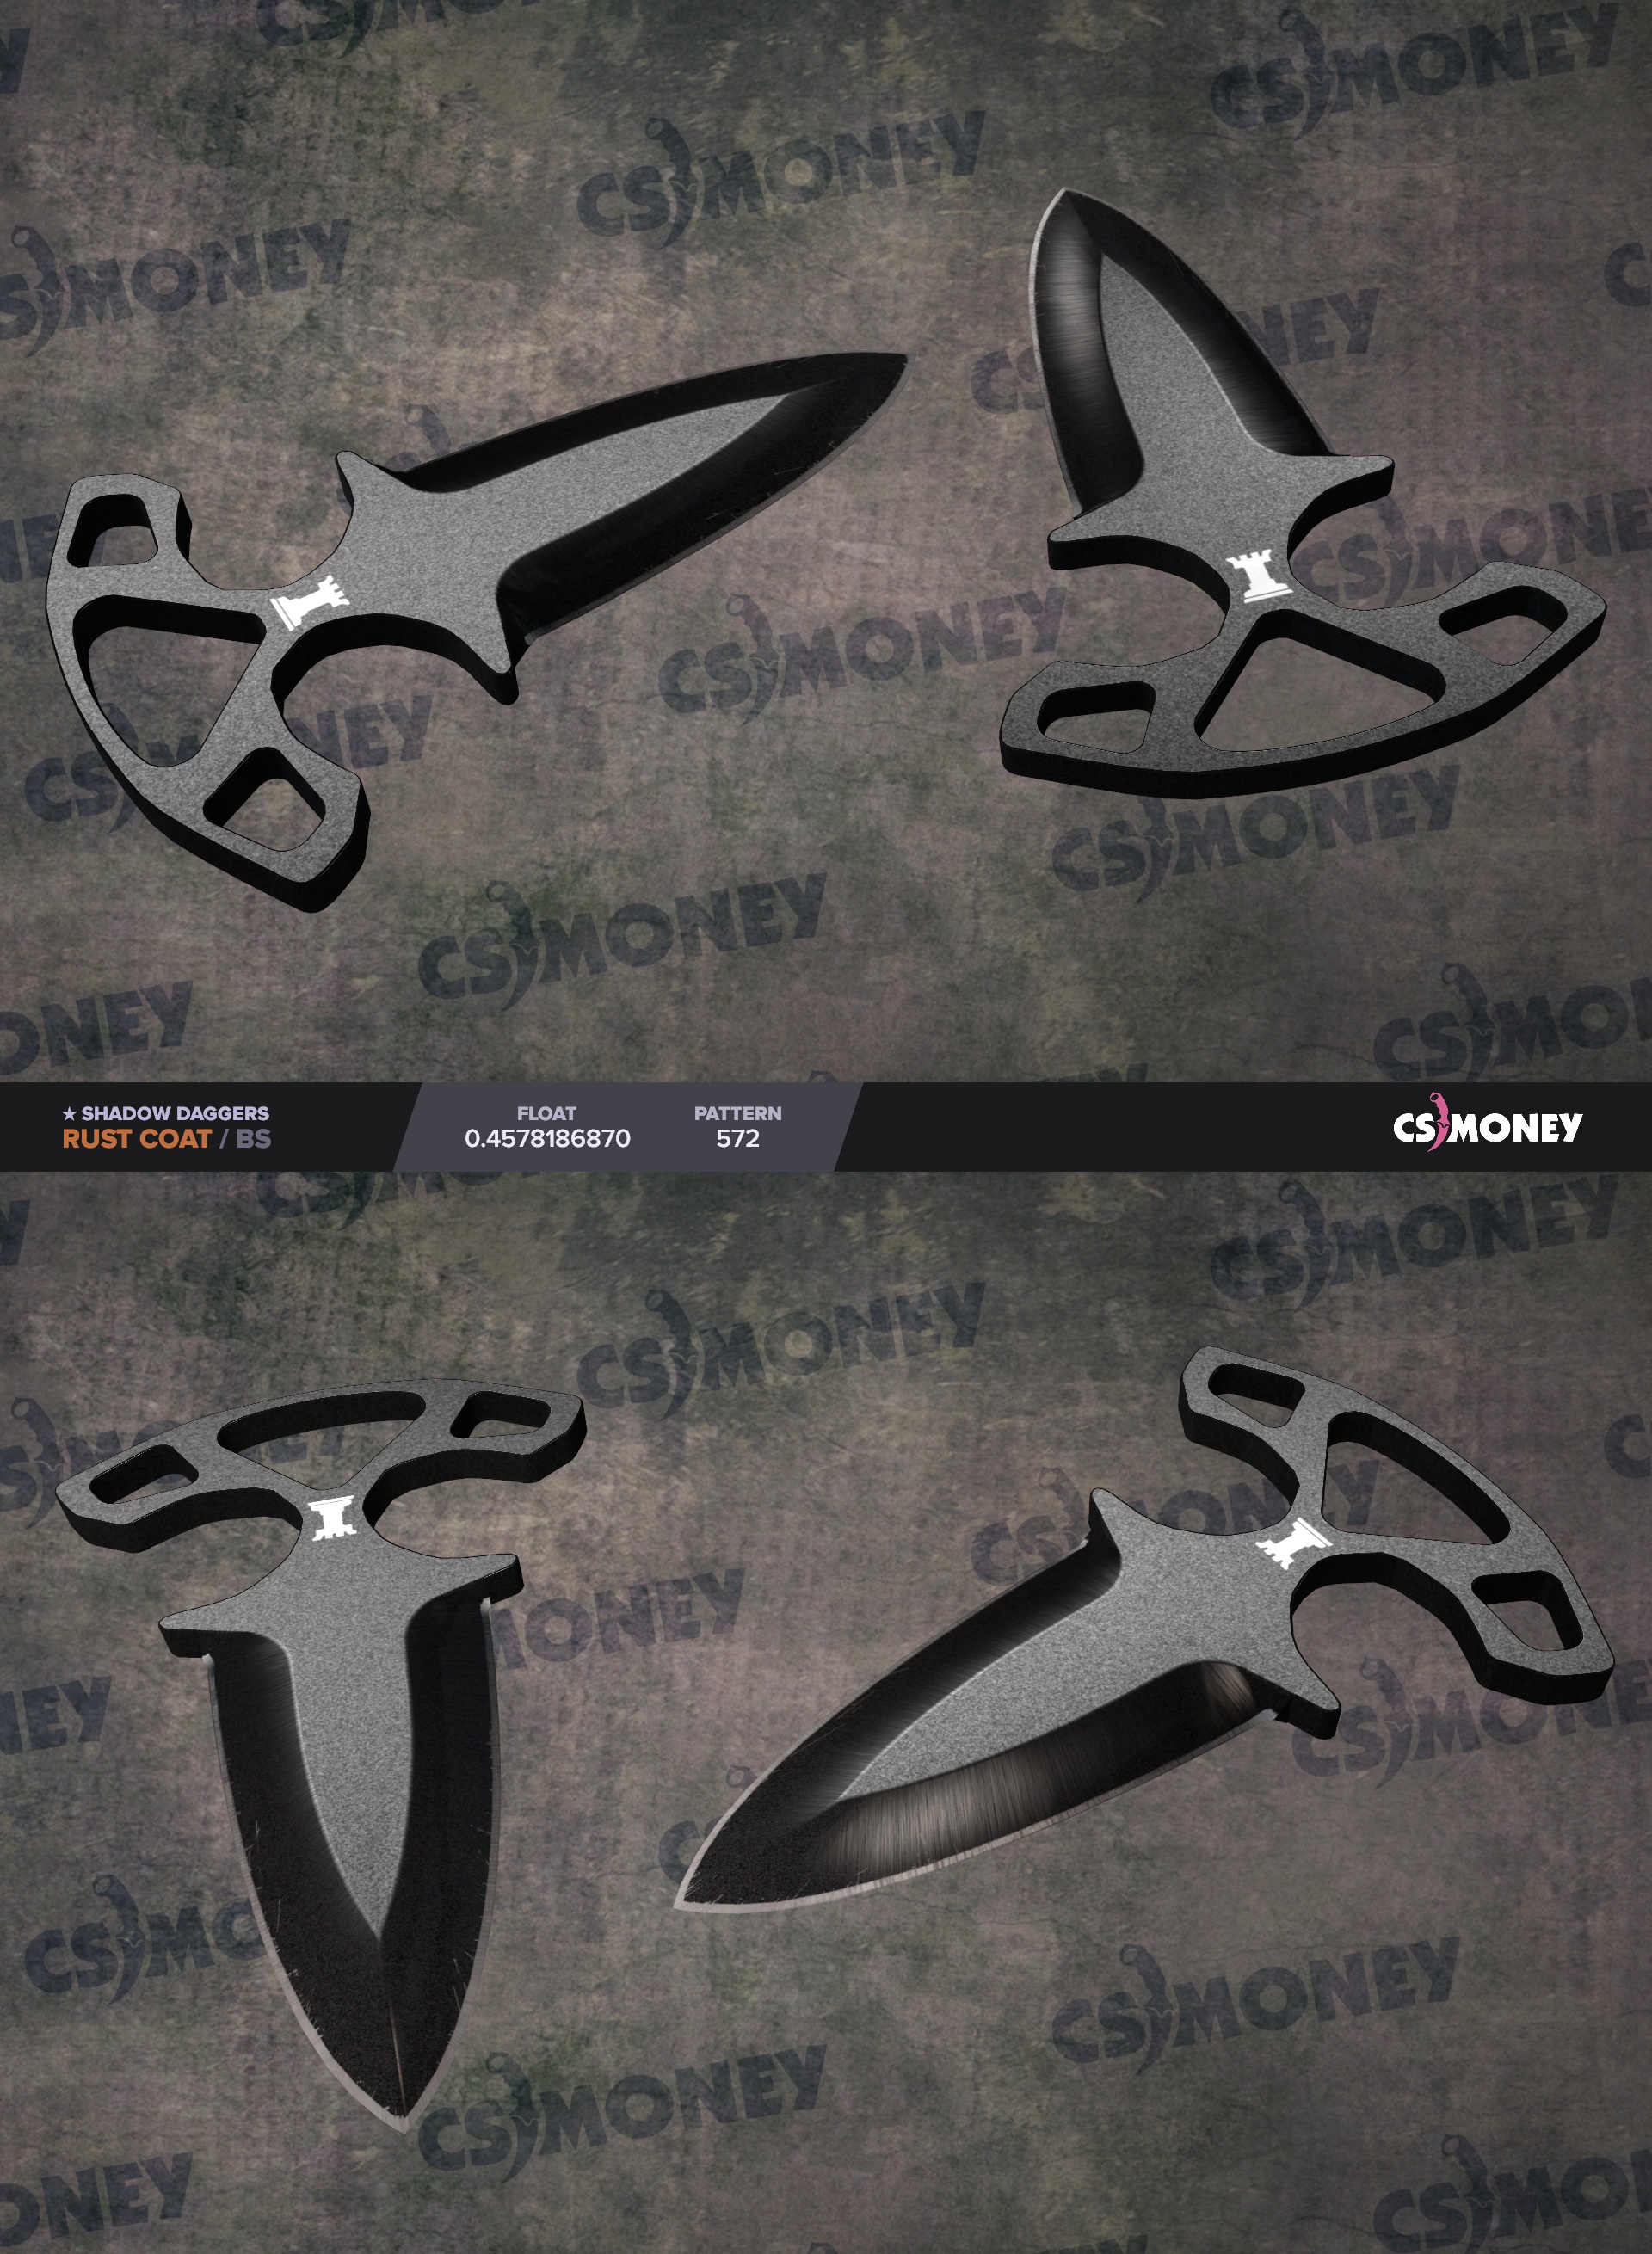 ★ SHADOW DAGGERS
RUST COAT / BS
FLOAT
0.4578186870
PATTERN
572
CS MONEY